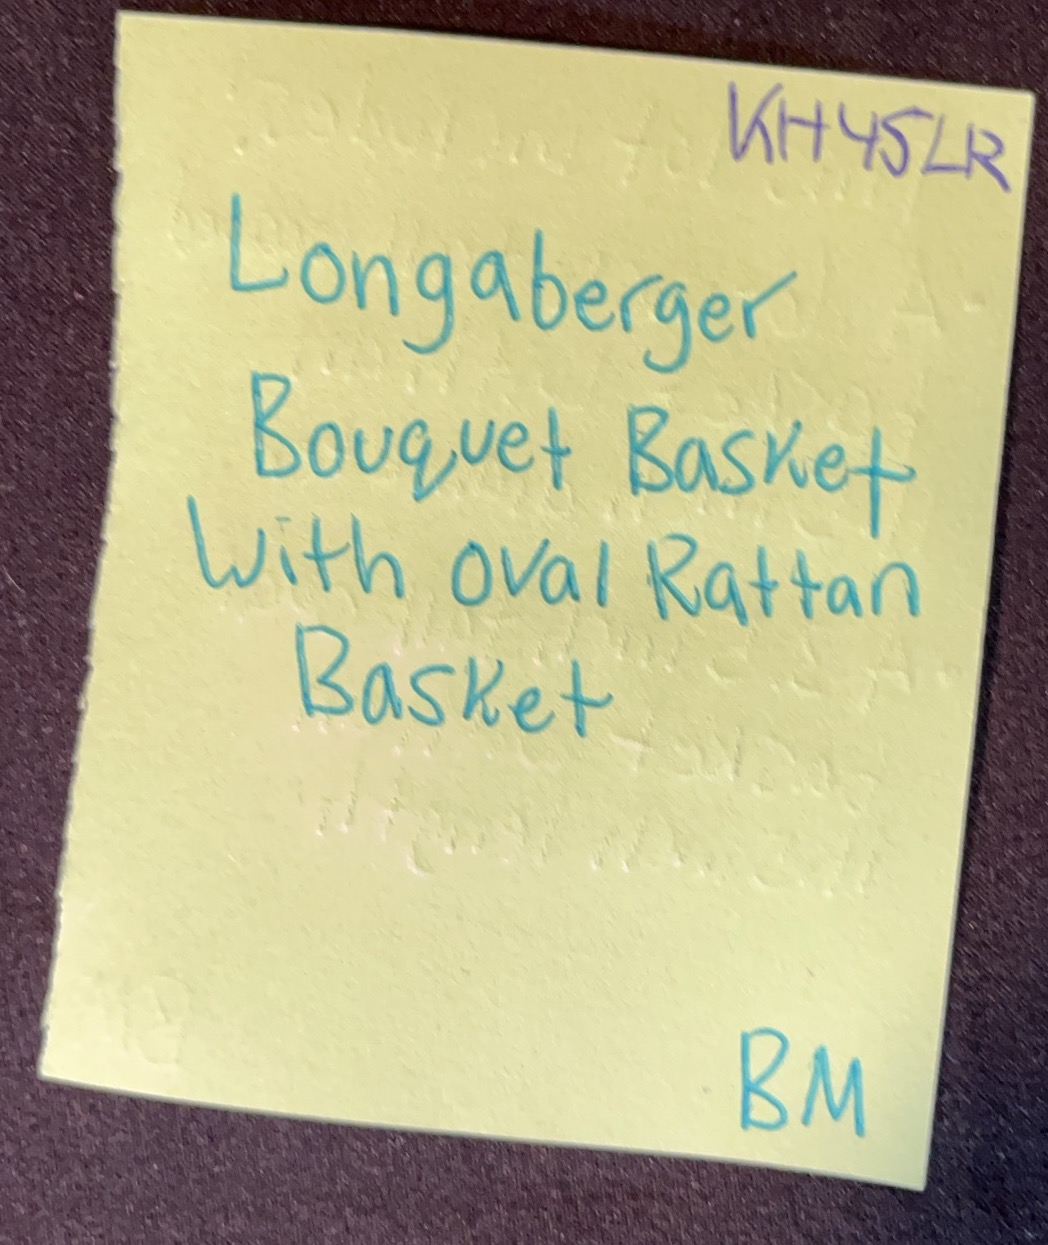 KH45LR
Longaberger
Bouquet Basket
With oval Rattan
Basket
BM